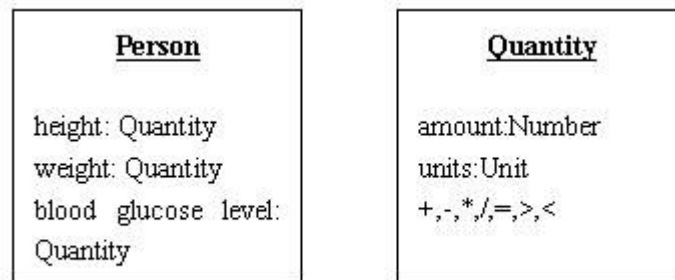 Person
height: Quantity
weight: Quantity
blood glucose level:
Quantity
Quantity
amount:Number
units:Unit
+,-,*,/,=,>,<